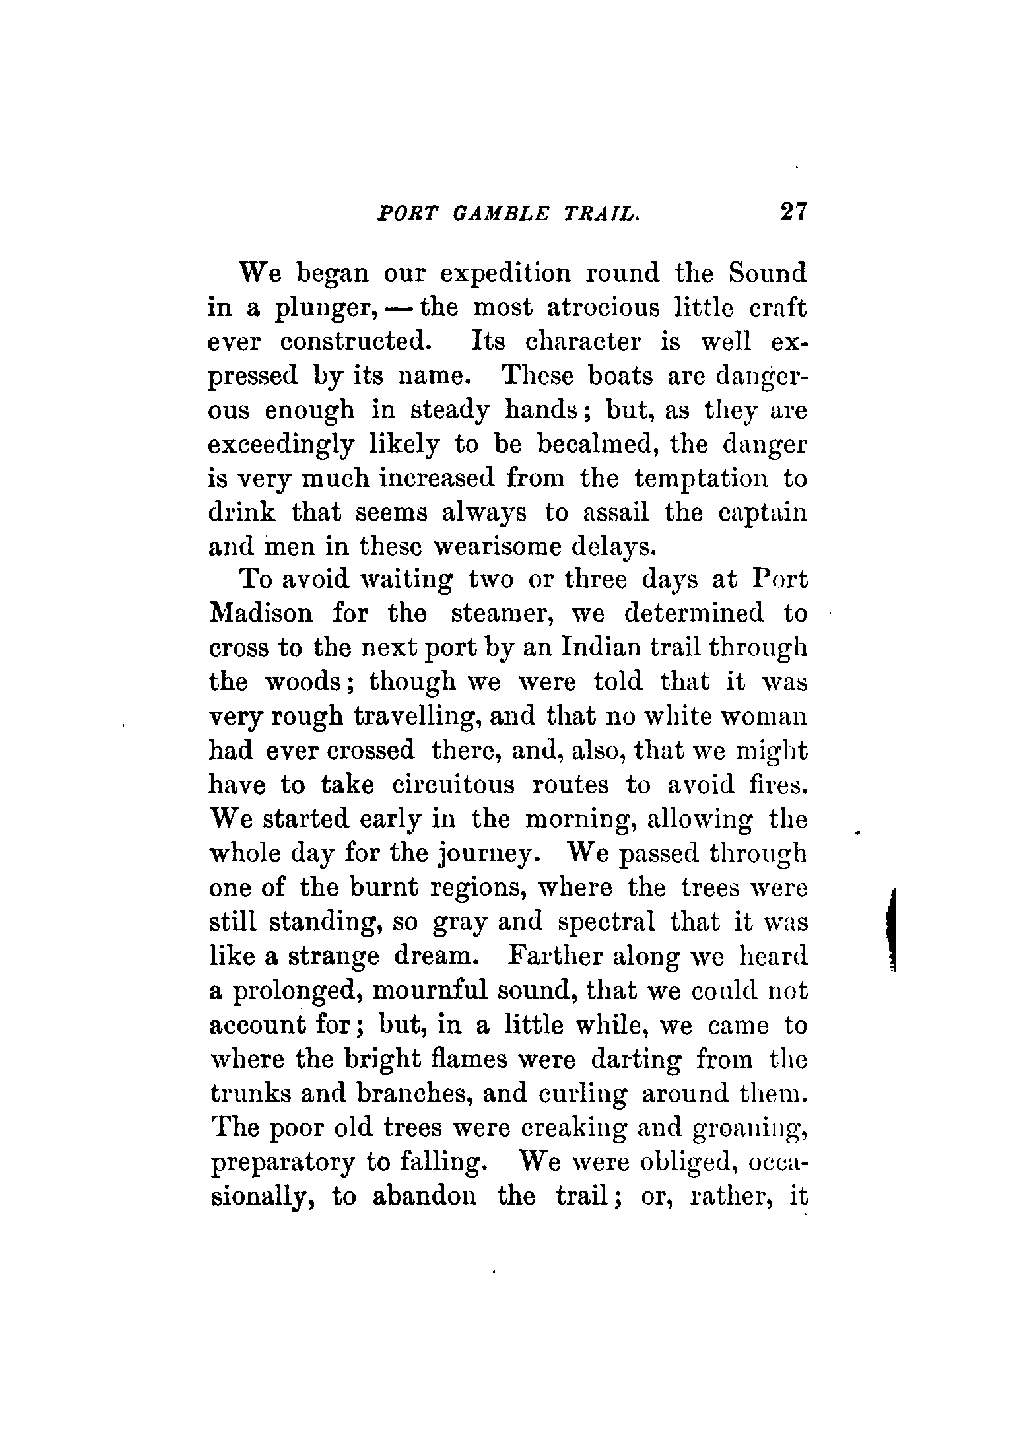 PORT GAMBLE TRAIL. 27
We began our expedition round the Sound
in a plunger, — the most atrocious little craft
ever constructed. Its character is well ex-
pressed by its name. These boats are danger-
ous enough in steady hands; but, as they are
exceedingly likely to be becalmed, the danger
is very much increased from the temptation to
drink that seems always to assail the captain
and men in these wearisome delays.
To avoid waiting two or three days at Port
Madison for the steamer, we determined to
cross to the next port by an Indian trail through
the woods; though we were told that it was
very rough travelling, and that no white woman
had ever crossed there, and, also, that we might
have to take circuitous routes to avoid fires.
We started early in the morning, allowing the
whole day for the journey. We passed through
one of the burnt regions, where the trees were
still standing, so gray and spectral that it was
like a strange dream. Farther along we heard
a prolonged, mournful sound, that we could not
account for; but, in a little while, we came to
where the bright flames were darting from the
trunks and branches, and curling around them.
The poor old trees were creaking and groaning,
preparatory to falling. We were obliged, occa-
sionally, to abandon the trail; or, rather, it